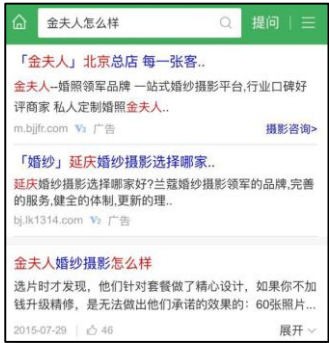 金夫人怎么样 提问
「金夫人」北京总店 每一张客..
金夫人--婚照领军品牌 一站式婚纱摄影平台,行业口碑好
评商家 私人定制婚照金夫人..
m.bjjfr.com V₂ 广告 摄影咨询>
「婚纱」延庆婚纱摄影选择哪家..
延庆婚纱摄影选择哪家好?兰蔻婚纱摄影领军的品牌,完善
的服务,健全的体制,更新的理..
bj.lk1314.com V₂ 广告
金夫人婚纱摄影怎么样
选片时才发现，他们针对套餐做了精心设计，如果你不加
钱升级精修，是无法做出他们承诺的效果的：60张照片...
2015-07-29 46 展开